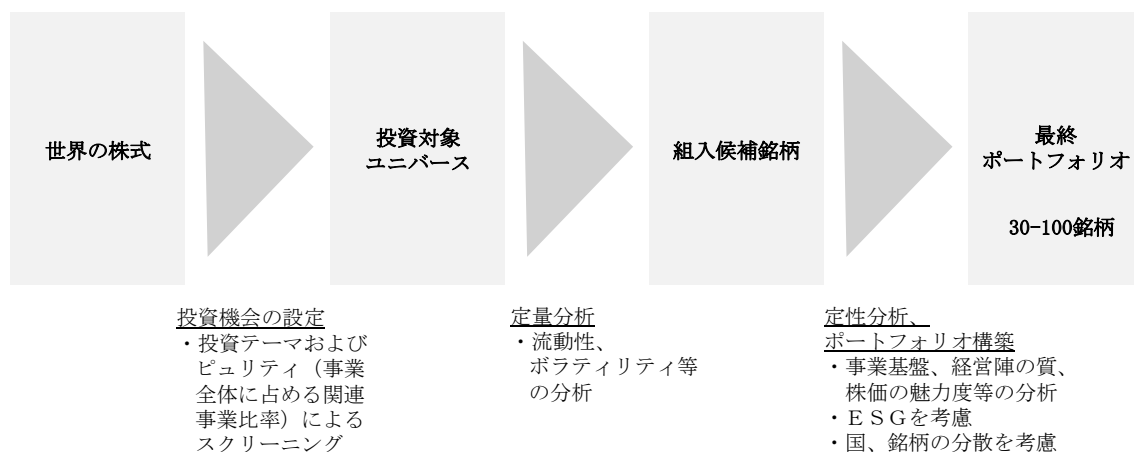 世界の株式
投資対象
ユニバース
組入候補銘柄
最終
ポートフォリオ
30-100銘柄
投資機会の設定
・投資テーマおよび
ピュリティ（事業
全体に占める関連
事業比率）による
スクリーニング
定量分析
・流動性、
ボラティリティ等
の分析
定性分析、
ポートフォリオ構築
・事業基盤、経営陣の質、
株価の魅力度等の分析
・ＥＳＧを考慮
・国、銘柄の分散を考慮